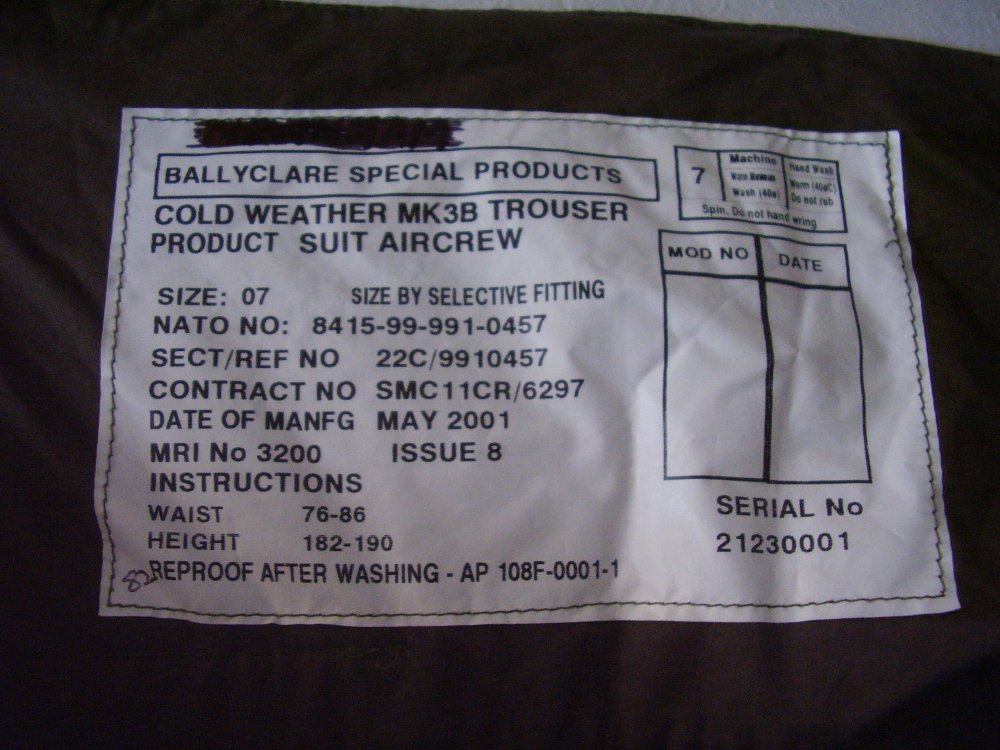 BALLYCLARE SPECIAL PRODUCTS
COLD WEATHER MK3B TROUSER
PRODUCT SUIT AIRCREW
SIZE: 07 SIZE BY SELECTIVE FITTING
NATO NO: 8415-99-991-0457
SECT/REF NO 22C/9910457
CONTRACT NO SMC11CR/6297
DATE OF MANFG MAY 2001
MRI No 3200 ISSUE 8
INSTRUCTIONS
WAIST 76-86
HEIGHT 182-190
82 REPROOF AFTER WASHING - AP 108F-0001-1
7
Machine
Warm
Wash (40º)
Hand Wash
Warm (40ºC)
Do not rub
Spin. Do not hand wring
MOD NO DATE
SERIAL No
21230001